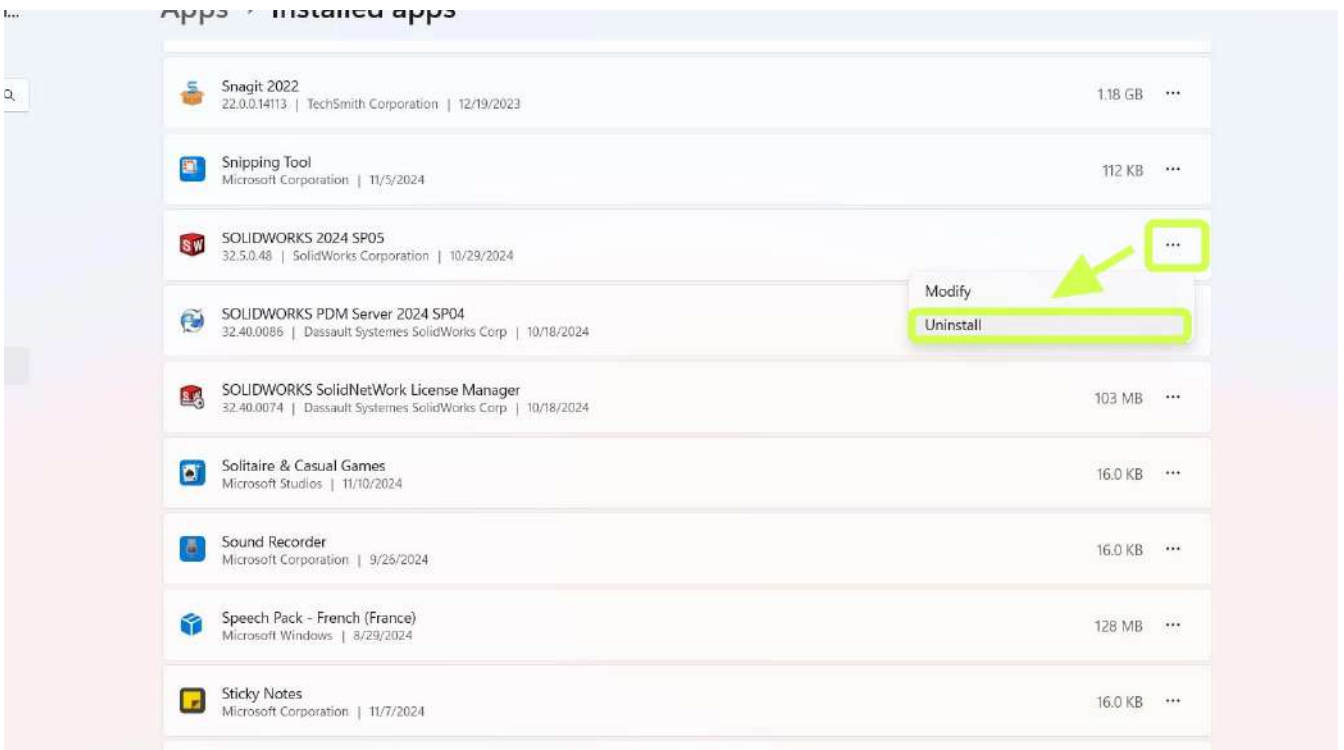 Apps > Installed apps
Snagit 2022
1.18 GB ...
22.0.0.14113 | TechSmith Corporation | 12/19/2023
Snipping Tool
112 KB ...
Microsoft Corporation | 11/5/2024
SOLIDWORKS 2024 SP05
...
32.5.0.48 | SolidWorks Corporation | 10/29/2024
Modify
SOLIDWORKS PDM Server 2024 SP04
Uninstall
32.40.0086 | Dassault Systemes SolidWorks Corp | 10/18/2024
SOLIDWORKS SolidNetWork License Manager
103 MB ...
32.40.0074 | Dassault Systemes SolidWorks Corp | 10/18/2024
Solitaire & Casual Games
16.0 KB ...
Microsoft Studios | 11/10/2024
Sound Recorder
16.0 KB ...
Microsoft Corporation | 9/26/2024
Speech Pack - French (France)
128 MB ...
Microsoft Windows | 8/29/2024
Sticky Notes
16.0 KB ...
Microsoft Corporation | 11/7/2024